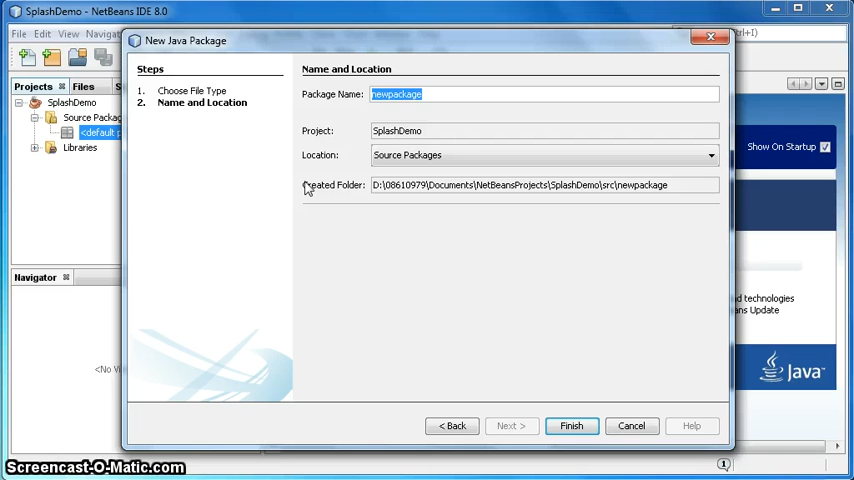 SplashDemo - NetBeans IDE 8.0
File Edit View Naviga
+I)
New Java Package
Projects
Files
S
SplashDemo
Source Packag
<default p
Libraries
Steps
1. Choose File Type
2. Name and Location
Name and Location
Package Name: newpackage
Project: SplashDemo
Location: Source Packages
Created Folder: D:\08610979\Documents\NetBeansProjects\SplashDemo\src\newpackage
Show On Startup
Navigator
<No Vi
d technologies
ns Update
Java
< Back
Next >
Finish
Cancel
Help
1
Screencast-O-Matic.com